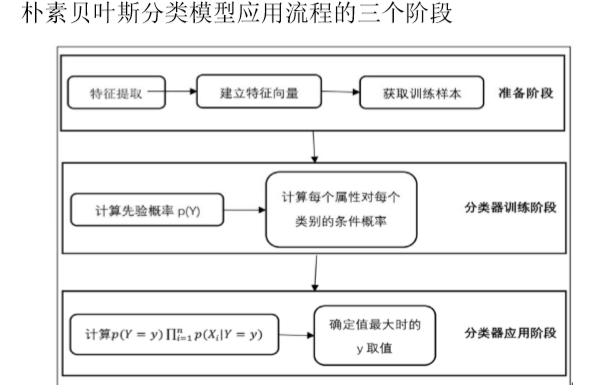 朴素贝叶斯分类模型应用流程的三个阶段
特征提取
建立特征向量
获取训练样本
准备阶段
计算先验概率 p(Y)
计算每个属性对每个
类别的条件概率
分类器训练阶段
计算p(Y = y) ∏ⁿᵢ₌₁ p(Xᵢ|Y = y)
确定值最大时的
y 取值
分类器应用阶段